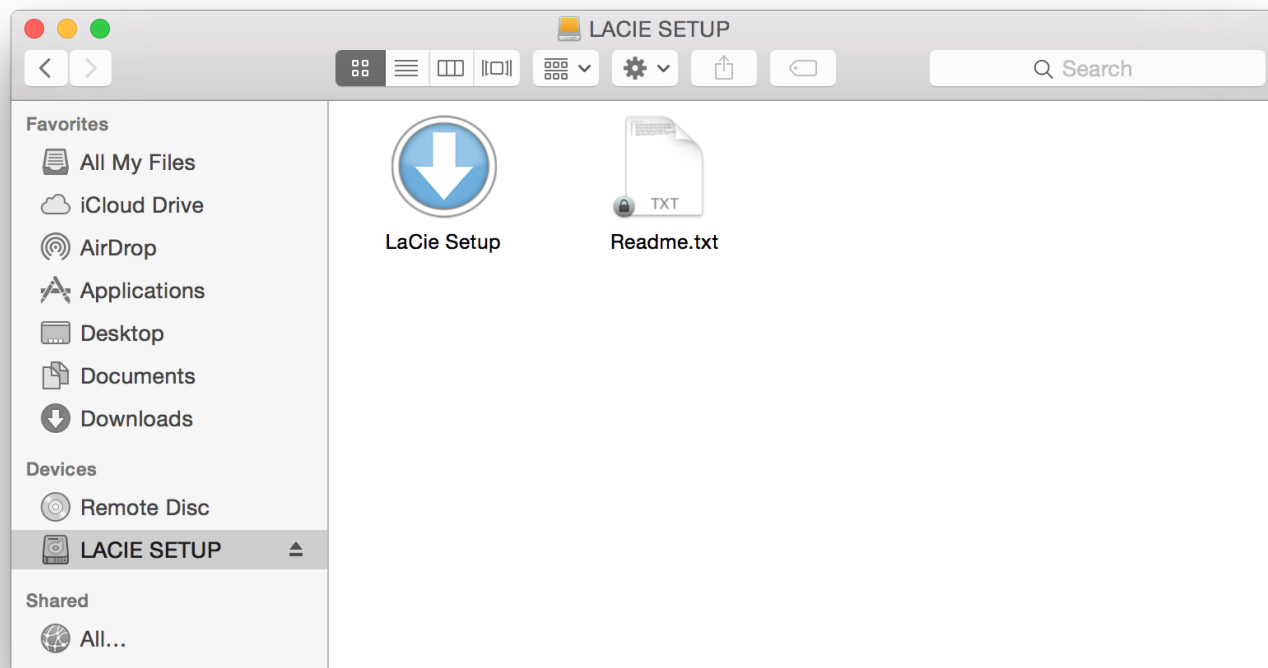 LACIE SETUP
Search
Favorites
All My Files
iCloud Drive
AirDrop
Applications
Desktop
Documents
Downloads
Devices
Remote Disc
LACIE SETUP
Shared
All...
TXT
LaCie Setup
Readme.txt